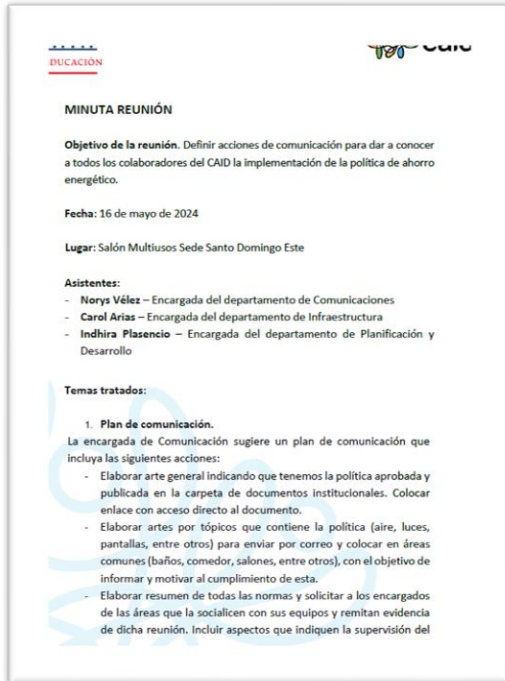 DUCACIÓN
MINUTA REUNIÓN
Objetivo de la reunión. Definir acciones de comunicación para dar a conocer
a todos los colaboradores del CAID la implementación de la política de ahorro
energético.
Fecha: 16 de mayo de 2024
Lugar: Salón Multiusos Sede Santo Domingo Este
Asistentes:
- Norys Vélez – Encargada del departamento de Comunicaciones
- Carol Arias – Encargada del departamento de Infraestructura
- Indhira Plasencio – Encargada del departamento de Planificación y
Desarrollo
Temas tratados:
1. Plan de comunicación.
La encargada de Comunicación sugiere un plan de comunicación que
incluya las siguientes acciones:
- Elaborar arte general indicando que tenemos la política aprobada y
publicada en la carpeta de documentos institucionales. Colocar
enlace con acceso directo al documento.
- Elaborar artes por tópicos que contiene la política (aire, luces,
pantallas, entre otros) para enviar por correo y colocar en áreas
comunes (baños, comedor, salones, entre otros), con el objetivo de
informar y motivar al cumplimiento de esta.
- Elaborar resumen de todas las normas y solicitar a los encargados
de las áreas que la socialicen con sus equipos y remitan evidencia
de dicha reunión. Incluir aspectos que indiquen la supervisión del